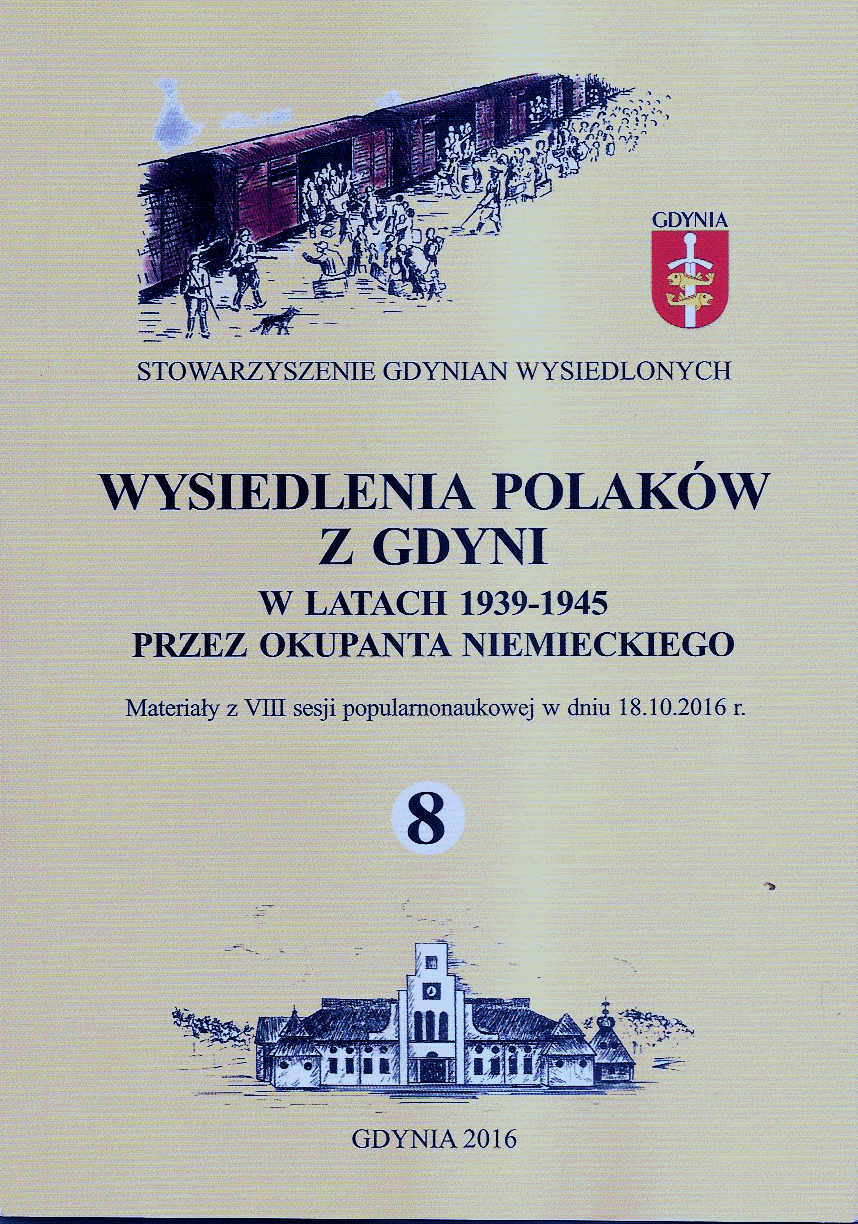 GDYNIA
STOWARZYSZENIE GDYNIAN WYSIEDLONYCH
WYSIEDLENIA POLAKÓW
Z GDYNI
W LATACH 1939-1945
PRZEZ OKUPANTA NIEMIECKIEGO
Materiały z VIII sesji popularnonaukowej w dniu 18.10.2016 r.
8
GDYNIA 2016